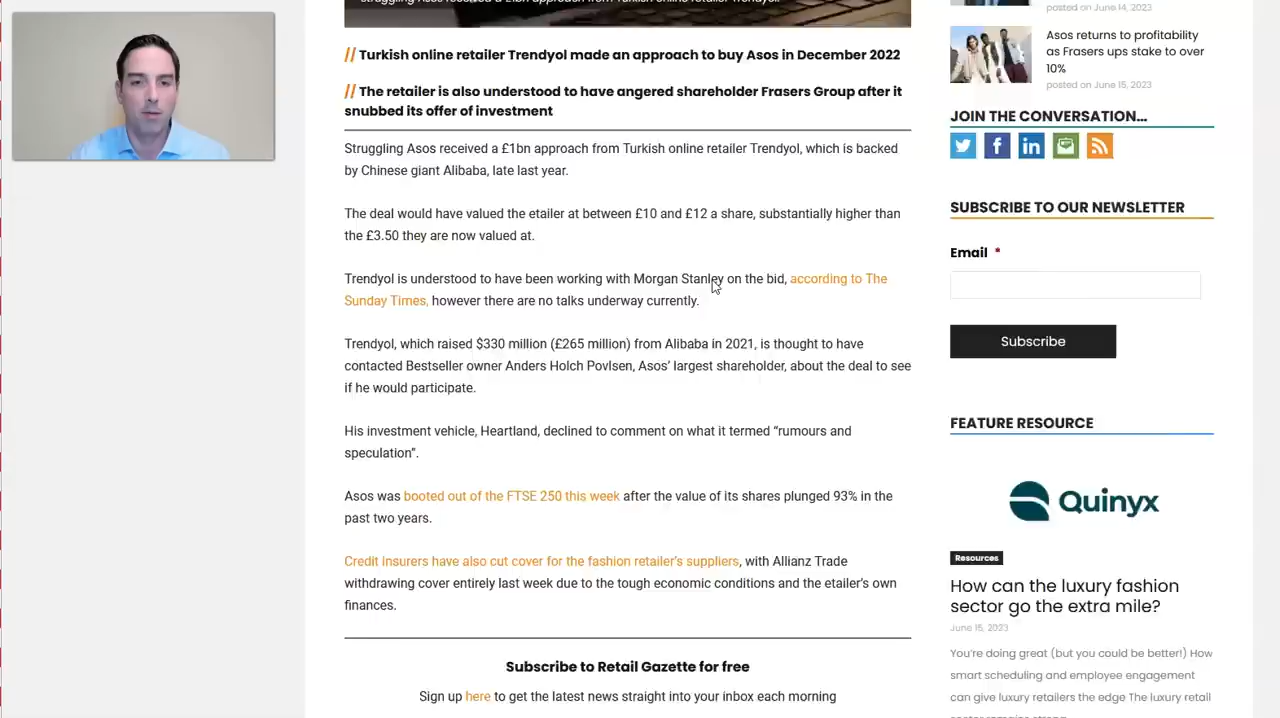 struggling Asos received a £1bn approach from Turkish online retailer Trendyol.
// Turkish online retailer Trendyol made an approach to buy Asos in December 2022
// The retailer is also understood to have angered shareholder Frasers Group after it
snubbed its offer of investment
Struggling Asos received a £1bn approach from Turkish online retailer Trendyol, which is backed
by Chinese giant Alibaba, late last year.
The deal would have valued the etailer at between £10 and £12 a share, substantially higher than
the £3.50 they are now valued at.
Trendyol is understood to have been working with Morgan Stanley on the bid, according to The
Sunday Times, however there are no talks underway currently.
Trendyol, which raised $330 million (£265 million) from Alibaba in 2021, is thought to have
contacted Bestseller owner Anders Holch Povlsen, Asos’ largest shareholder, about the deal to see
if he would participate.
His investment vehicle, Heartland, declined to comment on what it termed “rumours and
speculation”.
Asos was booted out of the FTSE 250 this week after the value of its shares plunged 93% in the
past two years.
Credit Insurers have also cut cover for the fashion retailer’s suppliers, with Allianz Trade
withdrawing cover entirely last week due to the tough economic conditions and the etailer’s own
finances.
Subscribe to Retail Gazette for free
Sign up here to get the latest news straight into your inbox each morning
posted on June 14, 2023
Asos returns to profitability
as Frasers ups stake to over
10%
posted on June 15, 2023
JOIN THE CONVERSATION...
SUBSCRIBE TO OUR NEWSLETTER
Email *
Subscribe
FEATURE RESOURCE
Quinyx
Resources
How can the luxury fashion
sector go the extra mile?
June 15, 2023
You’re doing great (but you could be better!) How
smart scheduling and employee engagement
can give luxury retailers the edge The luxury retail